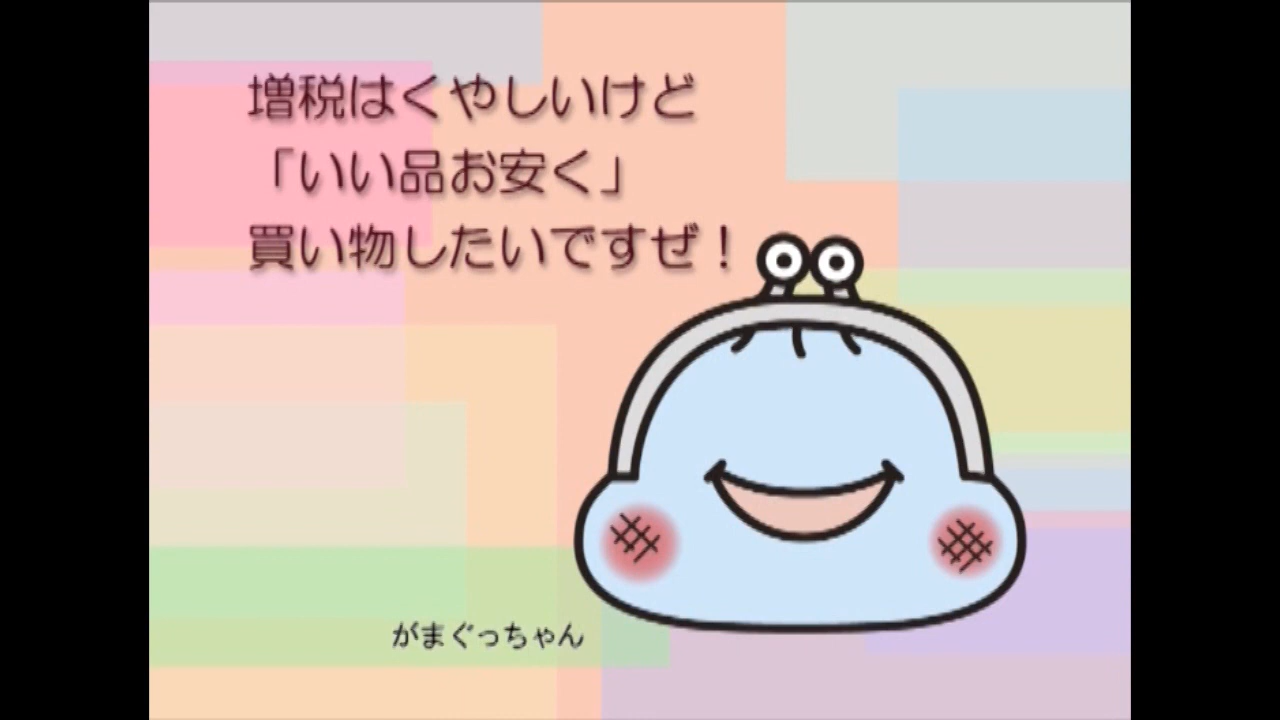 増税はくやしいけど
「いい品お安く」
買い物したいですぜ！
がまぐっちゃん